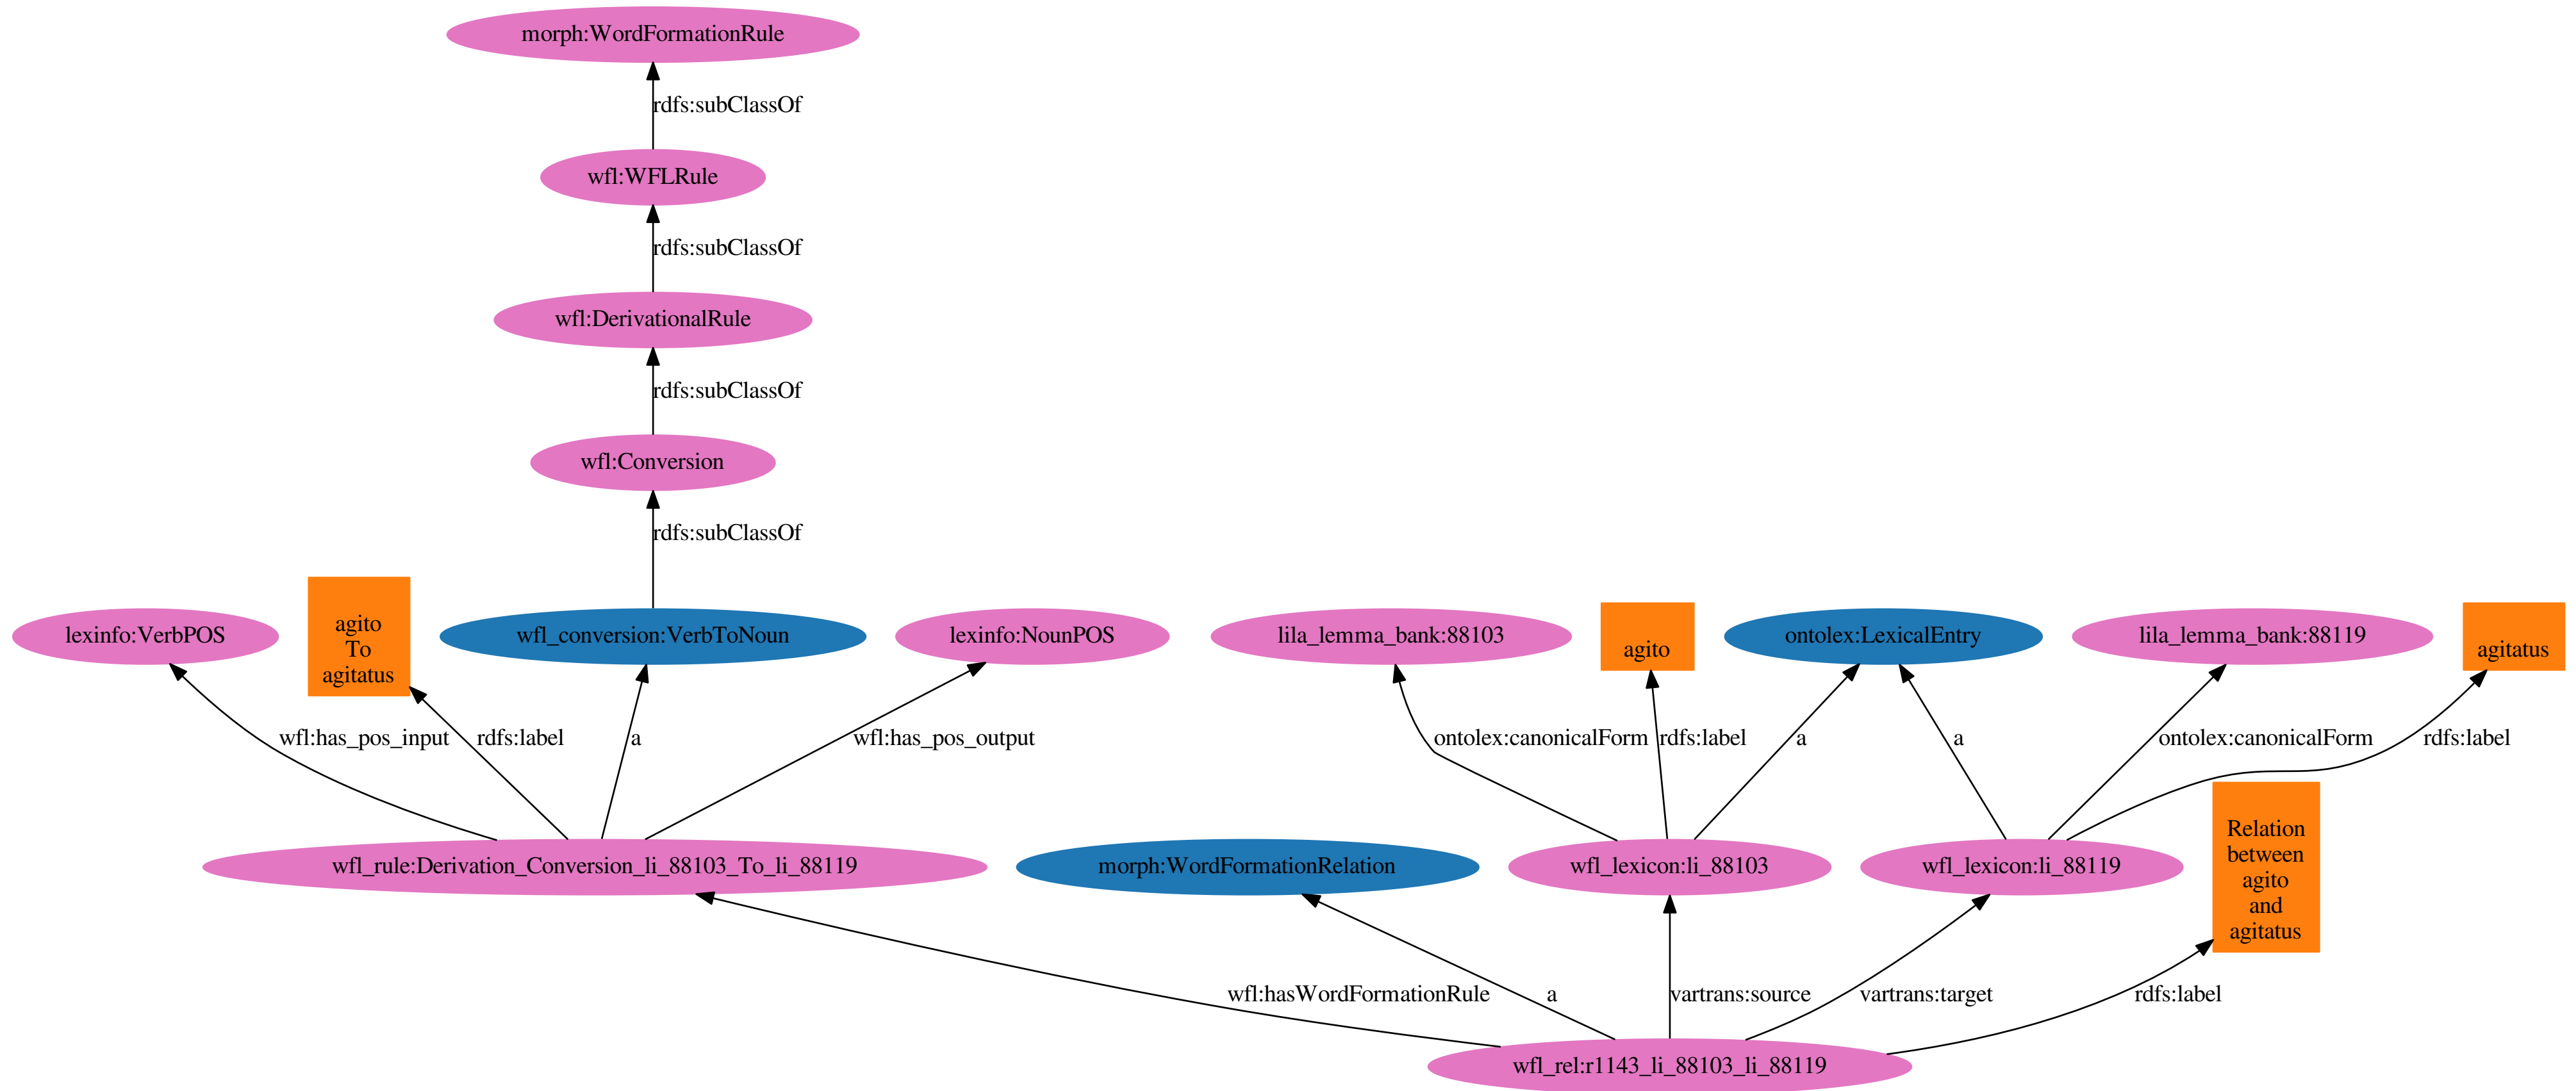 morph:WordFormationRule
rdfs:subClassOf
wfl:WFLRule
rdfs:subClassOf
wfl:DerivationalRule
rdfs:subClassOf
wfl:Conversion
rdfs:subClassOf
lexinfo:VerbPOS
agito
To
agitatus
wfl_conversion:VerbToNoun
lexinfo:NounPOS
lila_lemma_bank:88103
agito
ontolex:LexicalEntry
lila_lemma_bank:88119
agitatus
wfl:has_pos_input
rdfs:label
a
wfl:has_pos_output
ontolex:canonicalForm
rdfs:label
a
a
ontolex:canonicalForm
rdfs:label
wfl_rule:Derivation_Conversion_li_88103_To_li_88119
morph:WordFormationRelation
wfl_lexicon:li_88103
wfl_lexicon:li_88119
Relation
between
agito
and
agitatus
wfl:hasWordFormationRule
a
vartrans:source
vartrans:target
rdfs:label
wfl_rel:r1143_li_88103_li_88119